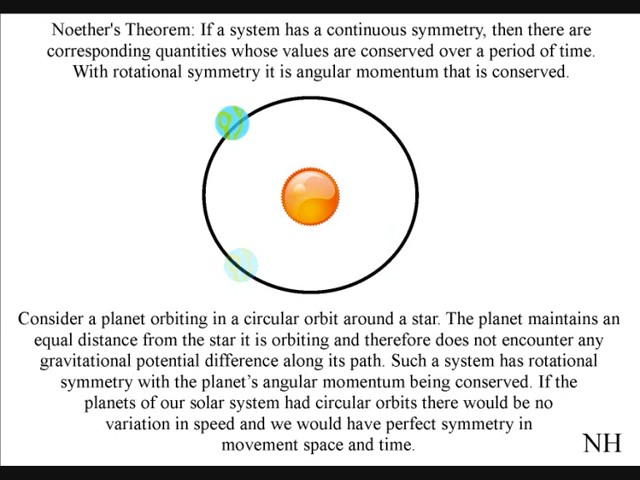 Noether's Theorem: If a system has a continuous symmetry, then there are
corresponding quantities whose values are conserved over a period of time.
With rotational symmetry it is angular momentum that is conserved.
Consider a planet orbiting in a circular orbit around a star. The planet maintains an
equal distance from the star it is orbiting and therefore does not encounter any
gravitational potential difference along its path. Such a system has rotational
symmetry with the planet’s angular momentum being conserved. If the
planets of our solar system had circular orbits there would be no
variation in speed and we would have perfect symmetry in
movement space and time.
NH